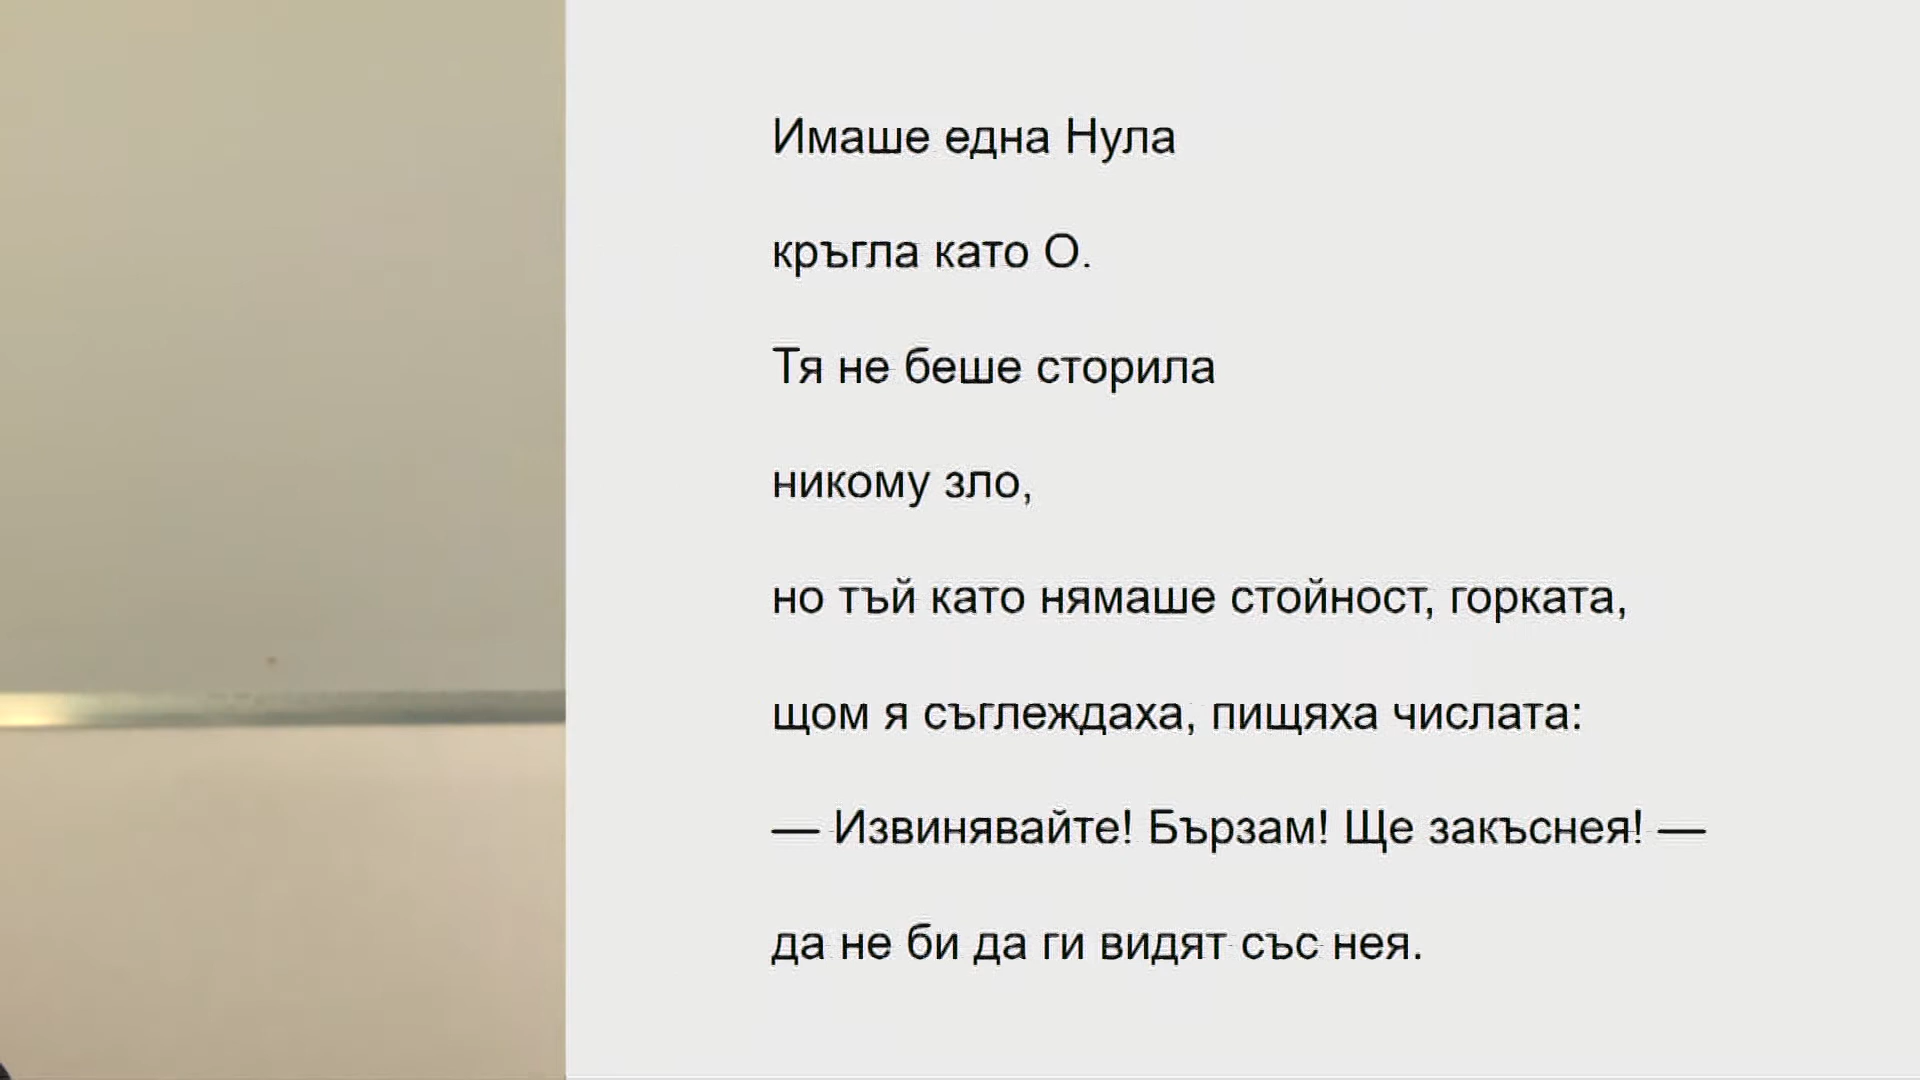 Имаше една Нула
кръгла като О.
Тя не беше сторила
никому зло,
но тъй като нямаше стойност, горката,
щом я съглеждаха, пищяха числата:
— Извинявайте! Бързам! Ще закъснея! —
да не би да ги видят със нея.